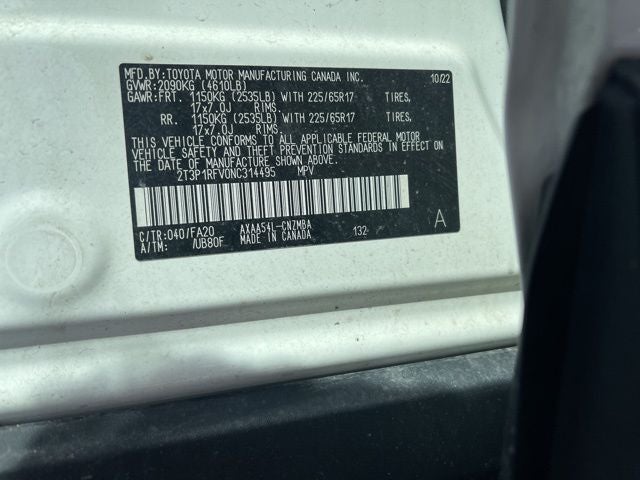 MFD.BY:TOYOTA MOTOR MANUFACTURING CANADA INC. 10/22
GVWR:2090KG (4610LB)
GAWR:FRT. 1150KG (2535LB) WITH 225/65R17 TIRES,
17x7.0J RIMS.
RR. 1150KG (2535LB) WITH 225/65R17 TIRES,
17x7.0J RIMS.
THIS VEHICLE CONFORMS TO ALL APPLICABLE FEDERAL MOTOR
VEHICLE SAFETY AND THEFT PREVENTION STANDARDS IN EFFECT ON
THE DATE OF MANUFACTURE SHOWN ABOVE.
2T3P1RFV0NC314495 MPV
C/TR:040/FA20 AXAA54L-CNZMBA 132 A
A/TM: /UB80F MADE IN CANADA